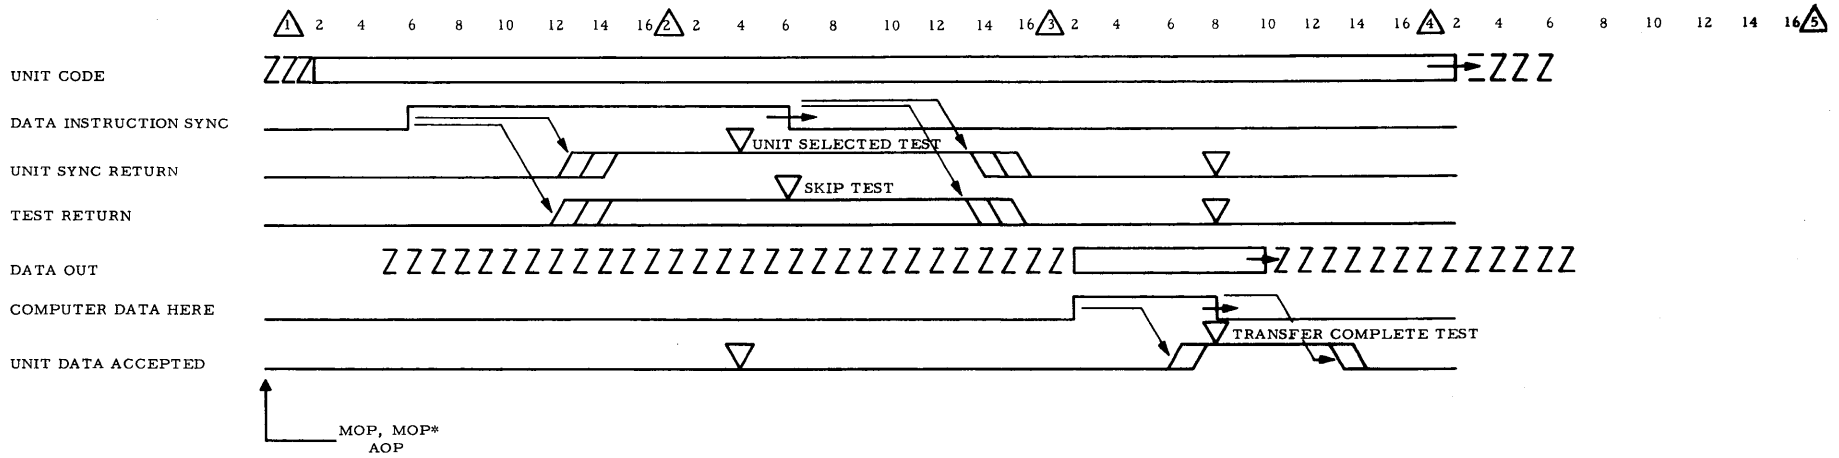 1 2 4 6 8 10 12 14 16 2 2 4 6 8 10 12 14 16 3 2 4 6 8 10 12 14 16 4 2 4 6 8 10 12 14 16 5
UNIT CODE
DATA INSTRUCTION SYNC
UNIT SELECTED TEST
UNIT SYNC RETURN
SKIP TEST
TEST RETURN
DATA OUT
COMPUTER DATA HERE
TRANSFER COMPLETE TEST
UNIT DATA ACCEPTED
MOP, MOP*
AOP